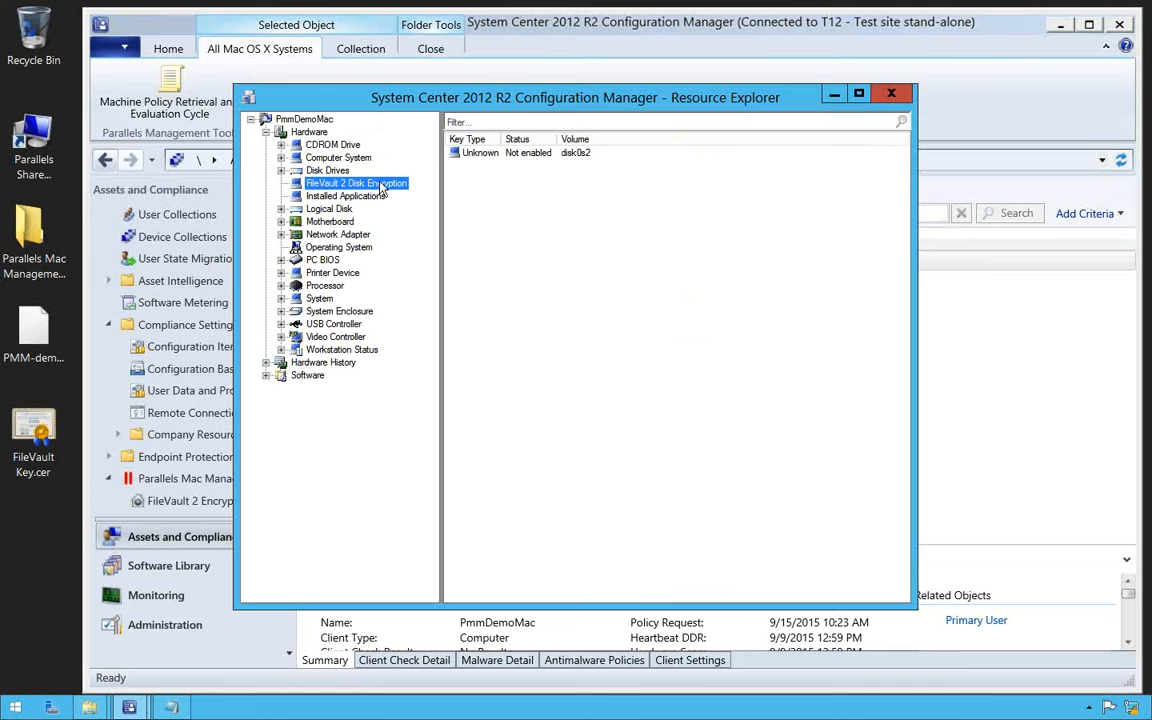 Recycle Bin
Parallels
Share...
Parallels Mac
Manageme...
PMM-dem...
FileVault
Key.cer
Selected Object
Folder Tools
System Center 2012 R2 Configuration Manager (Connected to T12 - Test site stand-alone)
Home
All Mac OS X Systems
Collection
Close
Machine Policy Retrieval an
Evaluation Cycle
Parallels Management Tool
\
Assets and Compliance
User Collections
Device Collections
User State Migratio
Asset Intelligence
Software Metering
Compliance Setting
Configuration Iter
Configuration Bas
User Data and Pro
Remote Connecti
Company Resourc
Endpoint Protection
Parallels Mac Mana
FileVault 2 Encryp
Assets and Complian
Software Library
Monitoring
Administration
Ready
System Center 2012 R2 Configuration Manager - Resource Explorer
PmmDemoMac
Hardware
CDROM Drive
Computer System
Disk Drives
FileVault 2 Disk Encryption
Installed Applications
Logical Disk
Motherboard
Network Adapter
Operating System
PC BIOS
Printer Device
Processor
System
System Enclosure
USB Controller
Video Controller
Workstation Status
Hardware History
Software
Filter...
Key Type Status Volume
Unknown Not enabled disk0s2
Search
Add Criteria
Related Objects
Primary User
Name: PmmDemoMac Policy Request: 9/15/2015 10:23 AM
Client Type: Computer Heartbeat DDR: 9/9/2015 12:59 PM
Summary Client Check Detail Malware Detail Antimalware Policies Client Settings